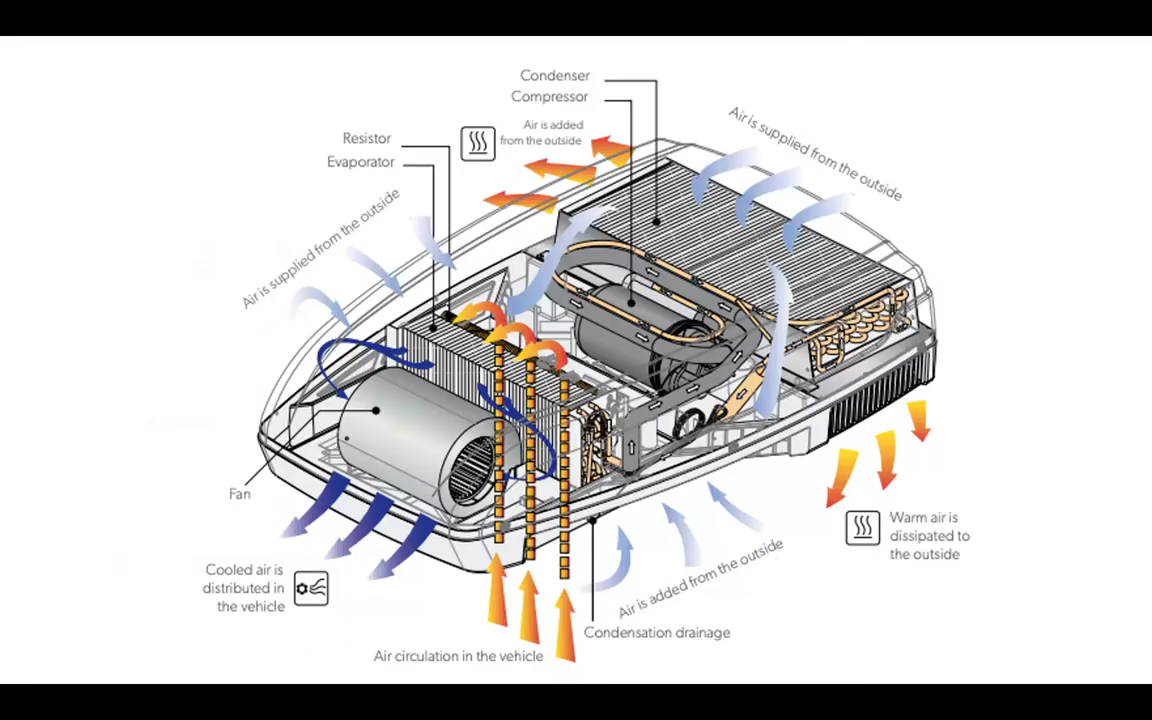 Condenser
Compressor
Air is added
from the outside
Resistor
Evaporator
Air is supplied from the outside
Air is supplied from the outside
Fan
Cooled air is
distributed in
the vehicle
Air circulation in the vehicle
Condensation drainage
Air is added from the outside
Warm air is
dissipated to
the outside